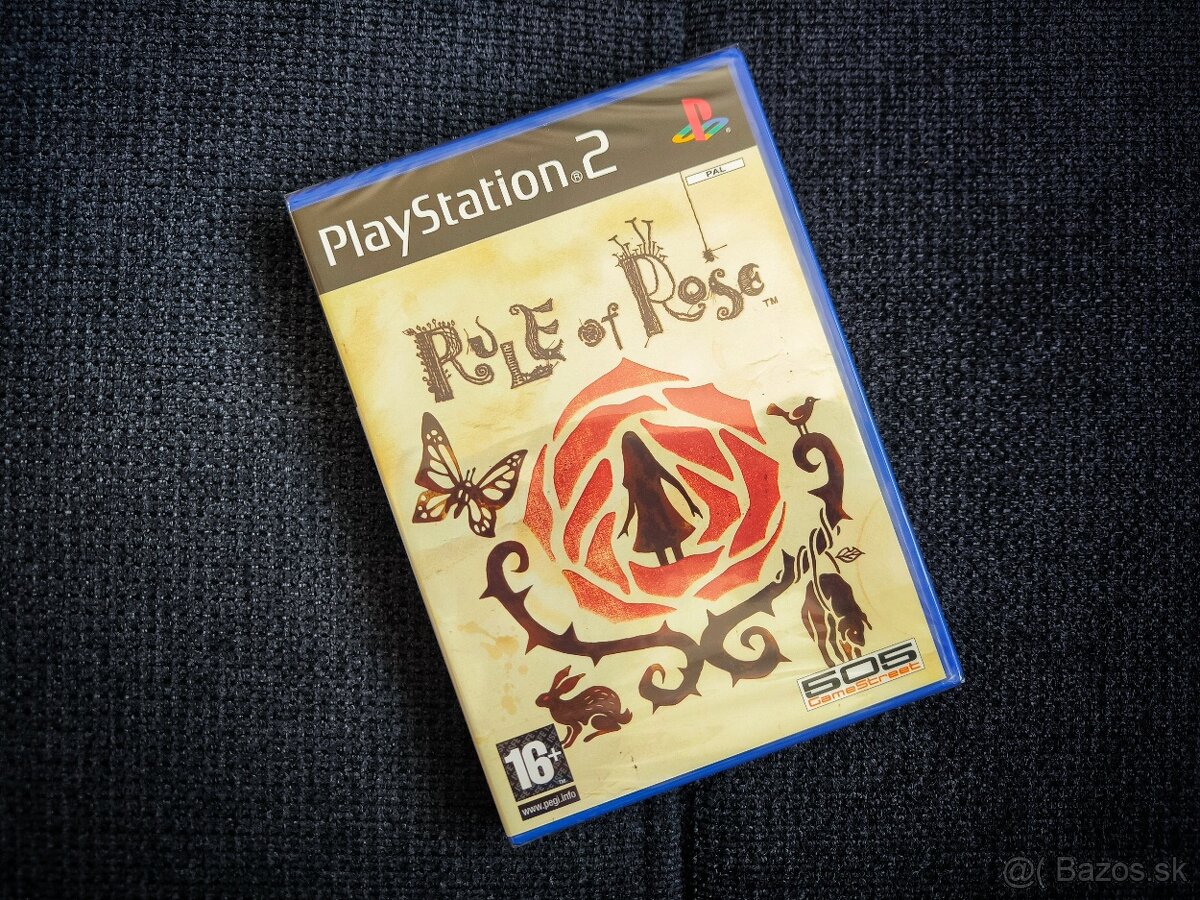 PlayStation®2
PAL
RULE of ROSE™
505
GameStreet
16+
www.pegi.info
@( Bazos.sk